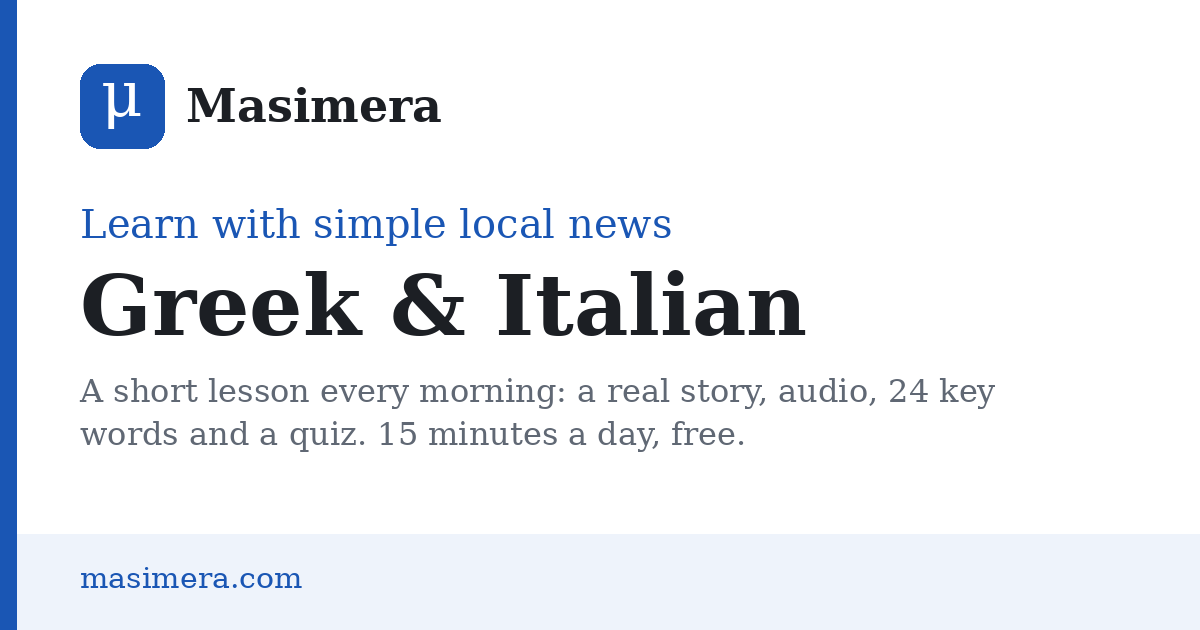 μ
Masimera
Learn with simple local news
Greek & Italian
A short lesson every morning: a real story, audio, 24 key
words and a quiz. 15 minutes a day, free.
masimera.com